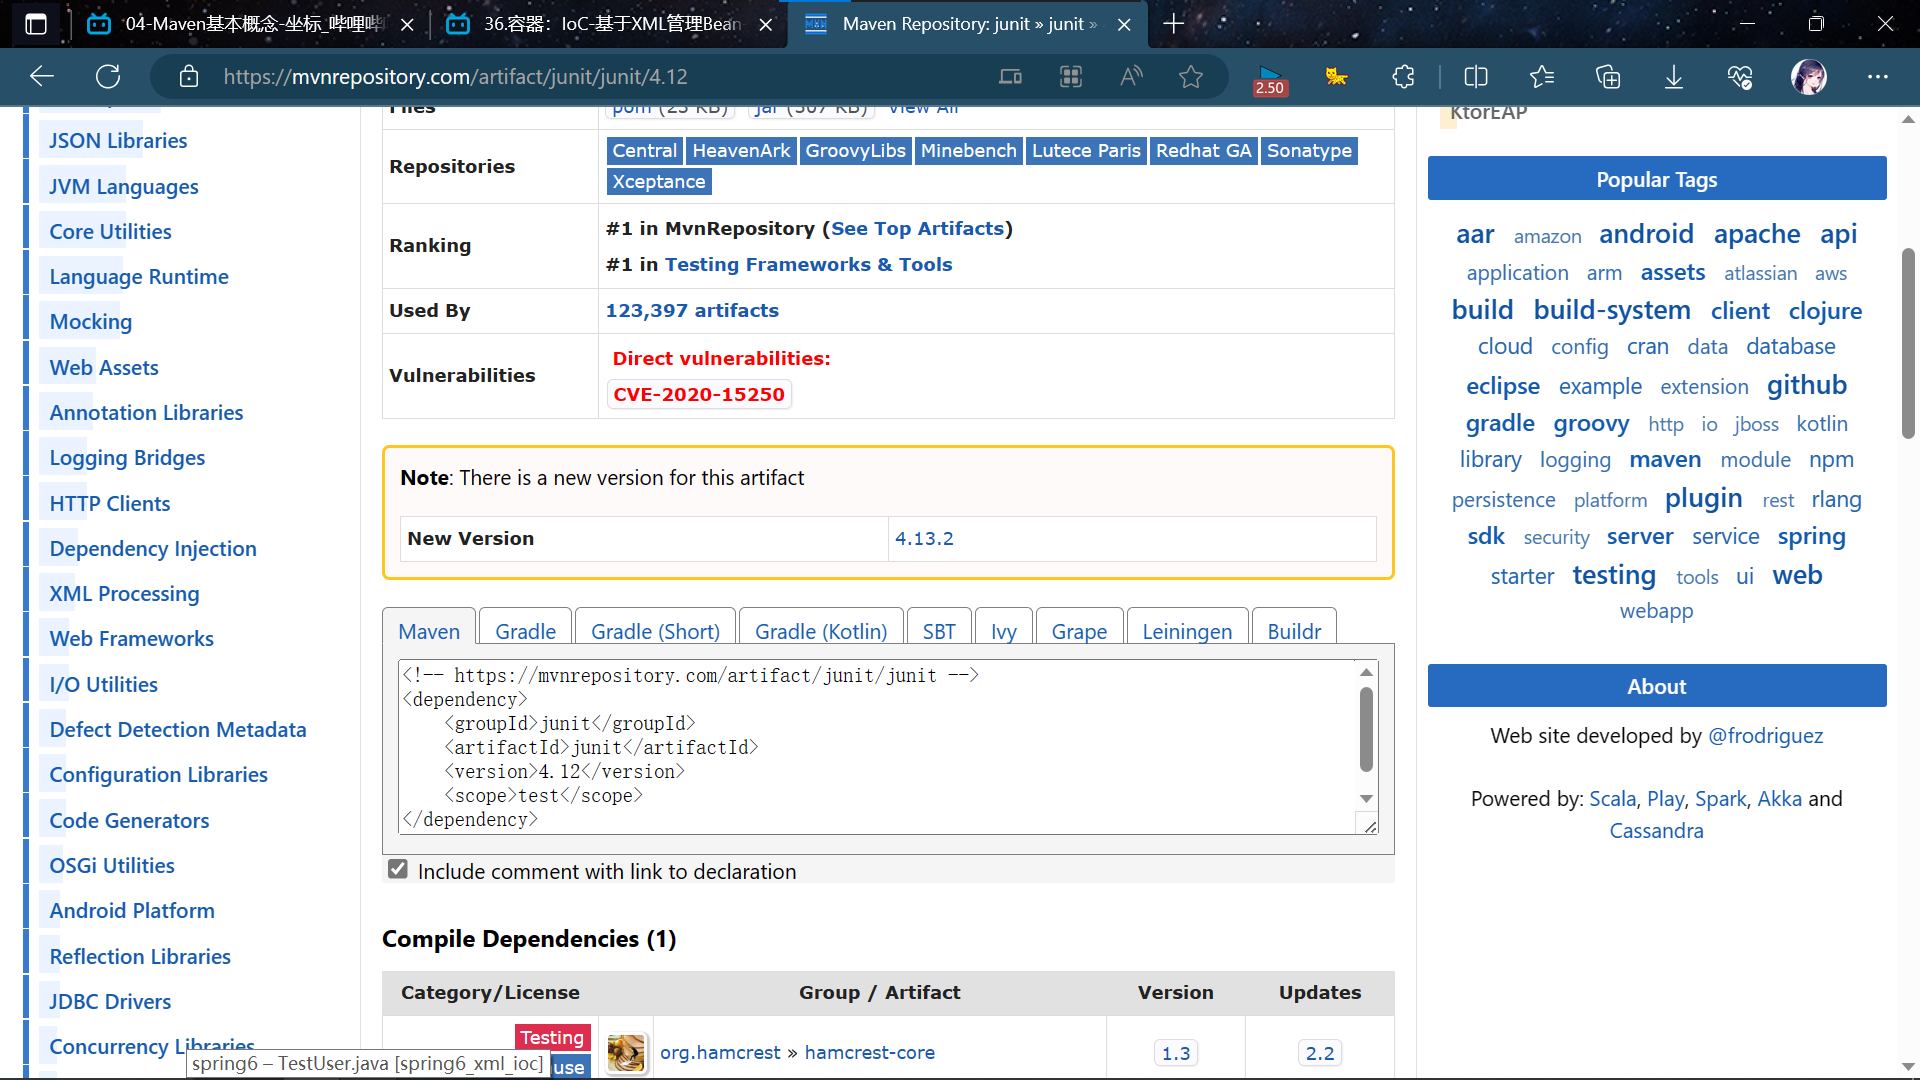 04-Maven基本概念-坐标_哔哩哔
36.容器：IoC-基于XML管理Bean-
Maven Repository: junit » junit »
https://mvnrepository.com/artifact/junit/junit/4.12
2.50
JSON Libraries
JVM Languages
Core Utilities
Language Runtime
Mocking
Web Assets
Annotation Libraries
Logging Bridges
HTTP Clients
Dependency Injection
XML Processing
Web Frameworks
I/O Utilities
Defect Detection Metadata
Configuration Libraries
Code Generators
OSGi Utilities
Android Platform
Reflection Libraries
JDBC Drivers
Concurrency Libraries
spring6 – TestUser.java [spring6_xml_ioc]
Files pom (23 KB) jar (307 KB) View All
Repositories
Central HeavenArk GroovyLibs Minebench Lutece Paris Redhat GA Sonatype
Xceptance
Ranking
#1 in MvnRepository (See Top Artifacts)
#1 in Testing Frameworks & Tools
Used By 123,397 artifacts
Vulnerabilities
Direct vulnerabilities:
CVE-2020-15250
Note: There is a new version for this artifact
New Version 4.13.2
Maven Gradle Gradle (Short) Gradle (Kotlin) SBT Ivy Grape Leiningen Buildr
<!-- https://mvnrepository.com/artifact/junit/junit -->
<dependency>
    <groupId>junit</groupId>
    <artifactId>junit</artifactId>
    <version>4.12</version>
    <scope>test</scope>
</dependency>
Include comment with link to declaration
Compile Dependencies (1)
Category/License Group / Artifact Version Updates
Testing
use
org.hamcrest » hamcrest-core 1.3 2.2
KtorEAP
Popular Tags
aar amazon android apache api
application arm assets atlassian aws
build build-system client clojure
cloud config cran data database
eclipse example extension github
gradle groovy http io jboss kotlin
library logging maven module npm
persistence platform plugin rest rlang
sdk security server service spring
starter testing tools ui web
webapp
About
Web site developed by @frodriguez
Powered by: Scala, Play, Spark, Akka and
Cassandra